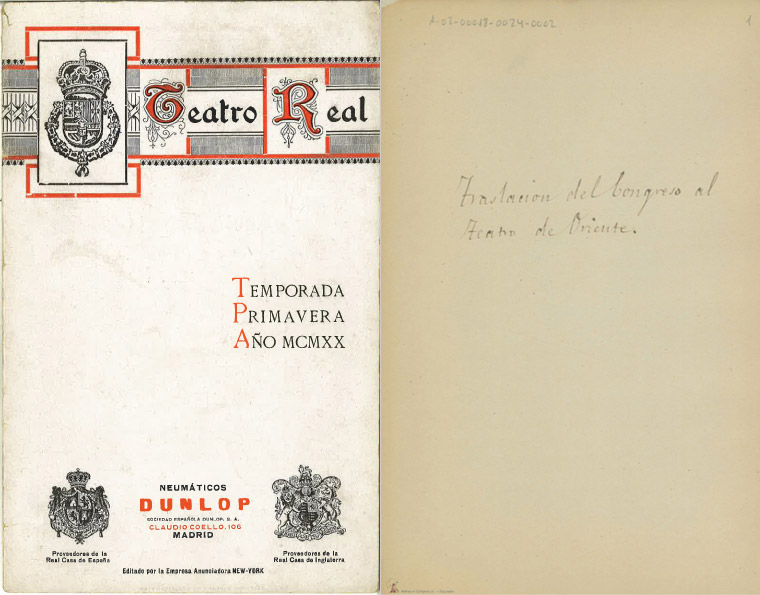 Teatro Real
TEMPORADA
PRIMAVERA
AÑO MCMXX
NEUMÁTICOS
DUNLOP
SOCIEDAD ESPAÑOLA DUNLOP. S. A.
CLAUDIO COELLO, 106
MADRID
Proveedores de la
Real Casa de España
Proveedores de la
Real Casa de Inglaterra
Editado por la Empresa Anunciadora NEW-YORK
A-02-00018-0024-0002
1
Traslacion del Congreso al
Teatro de Oriente.